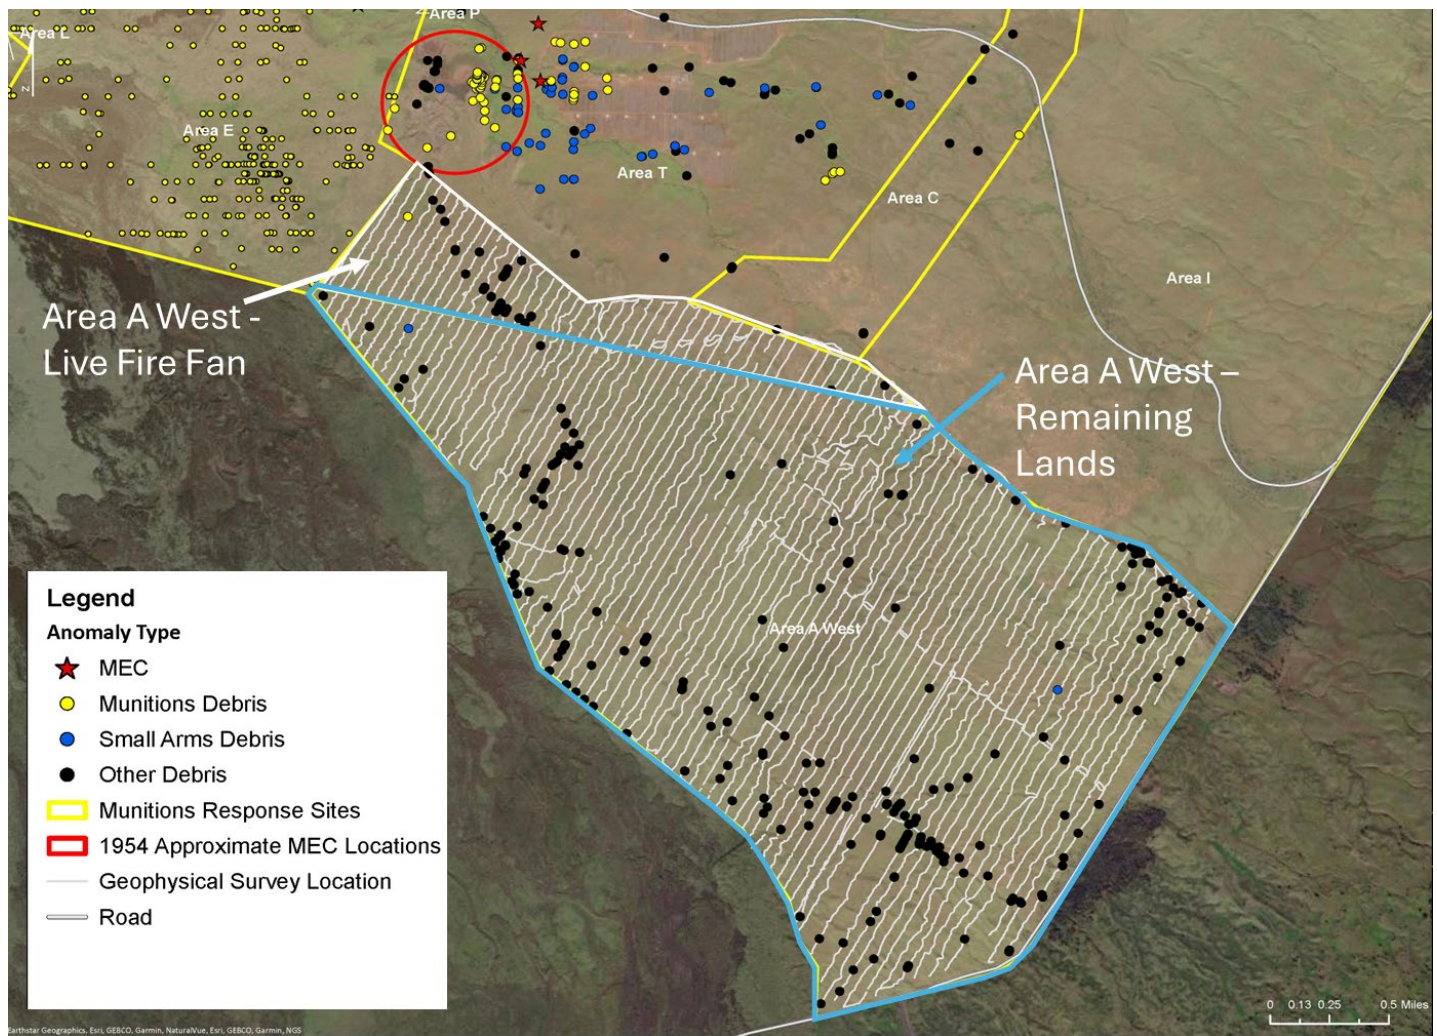 Area P
Area L
z
Area E
Area T
Area C
Area I
Area A West -
Live Fire Fan
Area A West –
Remaining
Lands
Area A West
Legend
Anomaly Type
MEC
Munitions Debris
Small Arms Debris
Other Debris
Munitions Response Sites
1954 Approximate MEC Locations
Geophysical Survey Location
Road
0 0.13 0.25 0.5 Miles
Earthstar Geographics, Esri, GEBCO, Garmin, NaturalVue, Esri, GEBCO, Garmin, NGS